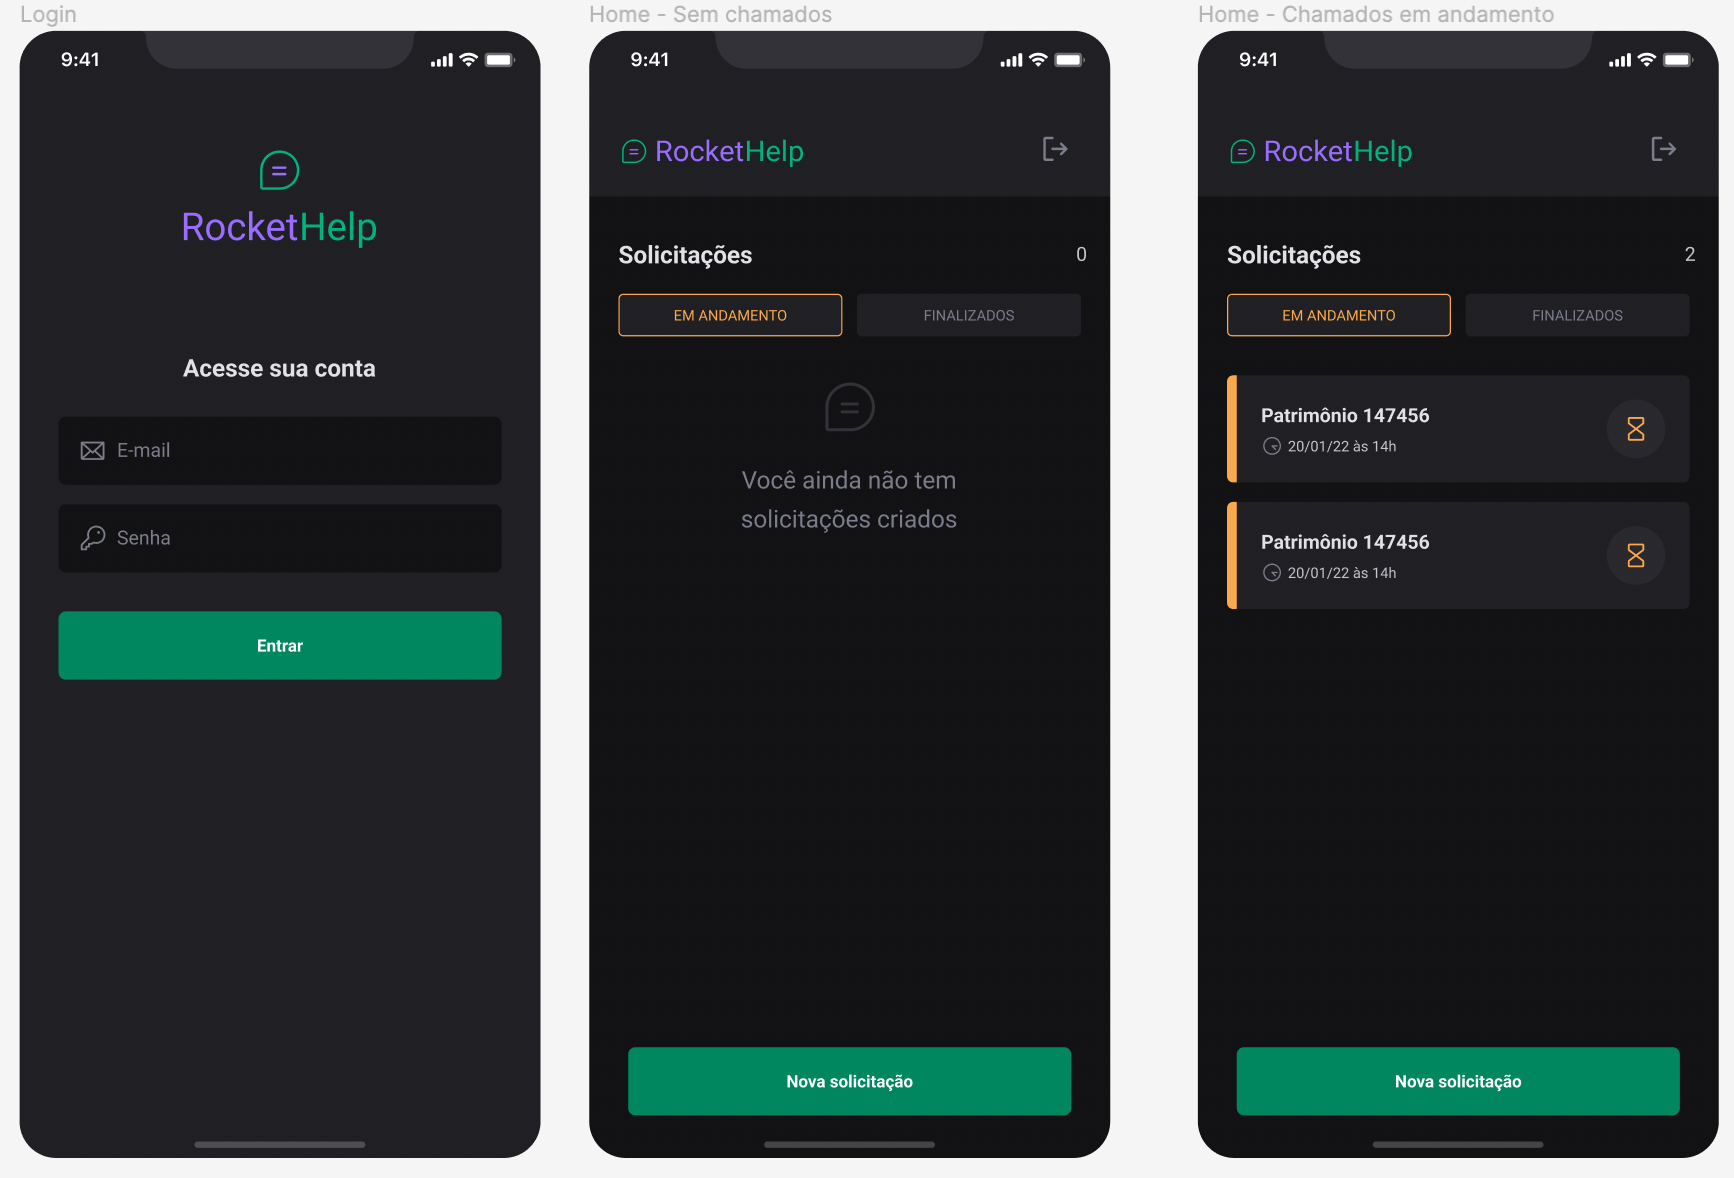 Login
9:41
RocketHelp
Acesse sua conta
E-mail
Senha
Entrar
Home - Sem chamados
9:41
RocketHelp
Solicitações 0
EM ANDAMENTO FINALIZADOS
Você ainda não tem
solicitações criados
Nova solicitação
Home - Chamados em andamento
9:41
RocketHelp
Solicitações 2
EM ANDAMENTO FINALIZADOS
Patrimônio 147456
20/01/22 às 14h
Patrimônio 147456
20/01/22 às 14h
Nova solicitação